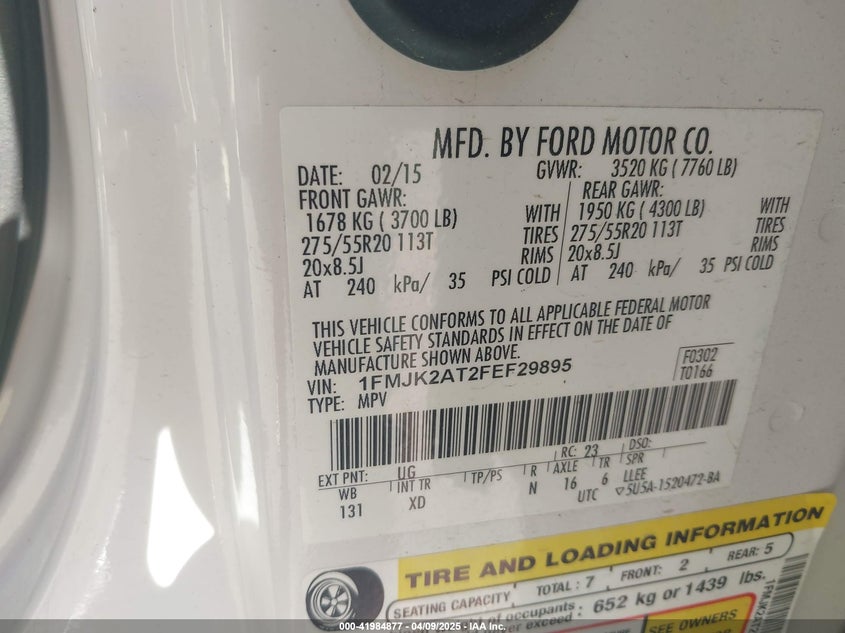 MFD. BY FORD MOTOR CO.
DATE: 02/15
GVWR: 3520 KG ( 7760 LB)
FRONT GAWR:
1678 KG ( 3700 LB) WITH
275/55R20 113T TIRES
20x8.5J RIMS
AT 240 kPa/ 35 PSI COLD
REAR GAWR:
1950 KG ( 4300 LB) WITH
275/55R20 113T TIRES
20x8.5J RIMS
AT 240 kPa/ 35 PSI COLD
THIS VEHICLE CONFORMS TO ALL APPLICABLE FEDERAL MOTOR
VEHICLE SAFETY STANDARDS IN EFFECT ON THE DATE OF
MANUFACTURE SHOWN ABOVE.
VIN: 1FMJK2AT2FEF29895
TYPE: MPV
F0302
T0166
EXT PNT: UG RC: 23 DSO:
WB INT TR TP/PS R AXLE TR SPR
131 XD N 16 6 LLEE
UTC ▽5U5A-1520472-BA
TIRE AND LOADING INFORMATION
SEATING CAPACITY TOTAL: 7 FRONT: 2 REAR: 5
of occupants : 652 kg or 1439 lbs.
exceed :
SEE OWNERS
00-41984877 - 04/09/2025 - IAA Inc.